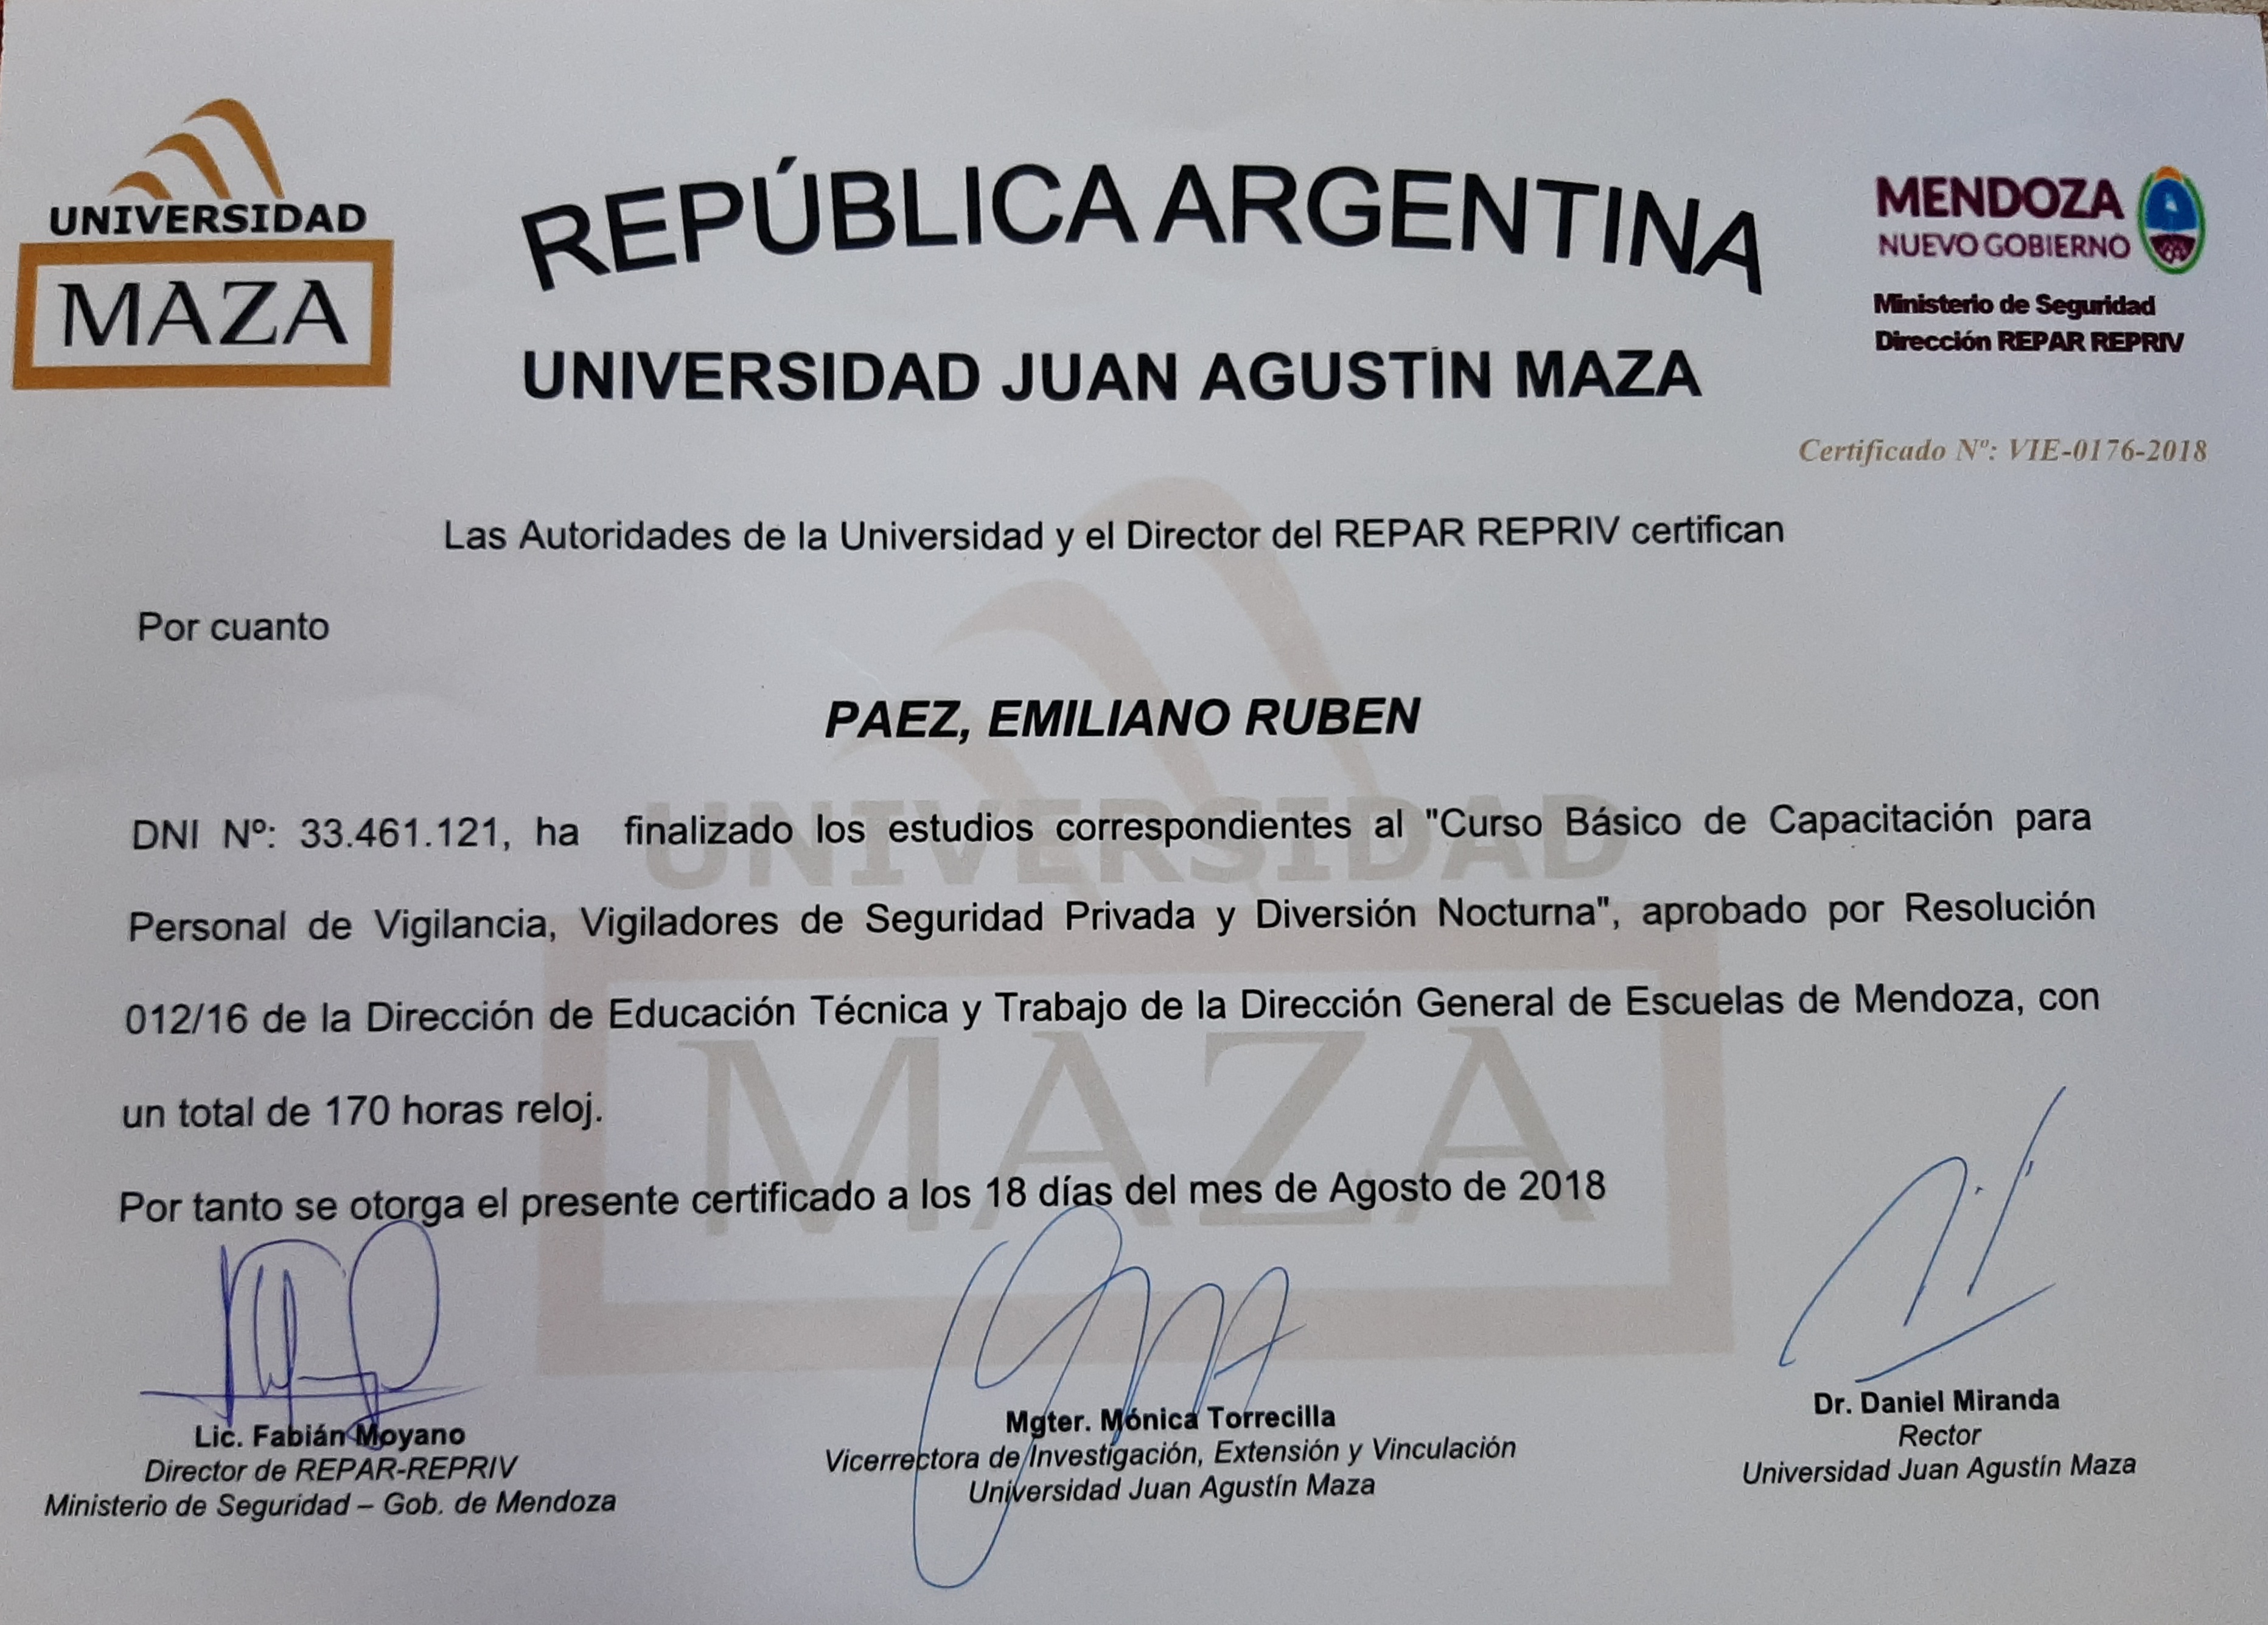 UNIVERSIDAD
MAZA
REPÚBLICA ARGENTINA
MENDOZA
NUEVO GOBIERNO
Ministerio de Seguridad
Dirección REPAR REPRIV
UNIVERSIDAD JUAN AGUSTÍN MAZA
Certificado Nº: VIE-0176-2018
Las Autoridades de la Universidad y el Director del REPAR REPRIV certifican
Por cuanto
PAEZ, EMILIANO RUBEN
DNI Nº: 33.461.121, ha finalizado los estudios correspondientes al "Curso Básico de Capacitación para
Personal de Vigilancia, Vigiladores de Seguridad Privada y Diversión Nocturna", aprobado por Resolución
012/16 de la Dirección de Educación Técnica y Trabajo de la Dirección General de Escuelas de Mendoza, con
un total de 170 horas reloj.
Por tanto se otorga el presente certificado a los 18 días del mes de Agosto de 2018
UNIVERSIDAD
MAZA
Lic. Fabián Moyano
Director de REPAR-REPRIV
Ministerio de Seguridad – Gob. de Mendoza
Mgter. Mónica Torrecilla
Vicerrectora de Investigación, Extensión y Vinculación
Universidad Juan Agustín Maza
Dr. Daniel Miranda
Rector
Universidad Juan Agustín Maza